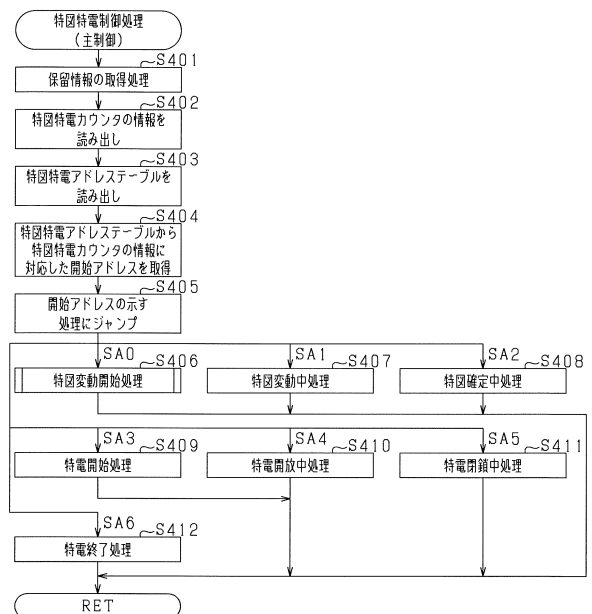 特図特電制御処理
(主制御)
S401
保留情報の取得処理
S402
特図特電カウンタの情報を
読み出し
S403
特図特電アドレステーブルを
読み出し
S404
特図特電アドレステーブルから
特図特電カウンタの情報に
対応した開始アドレスを取得
S405
開始アドレスの示す
処理にジャンプ
SA0
S406
特図変動開始処理
SA1
S407
特図変動中処理
SA2
S408
特図確定中処理
SA3
S409
特電開始処理
SA4
S410
特電開放中処理
SA5
S411
特電閉鎖中処理
SA6
S412
特電終了処理
RET